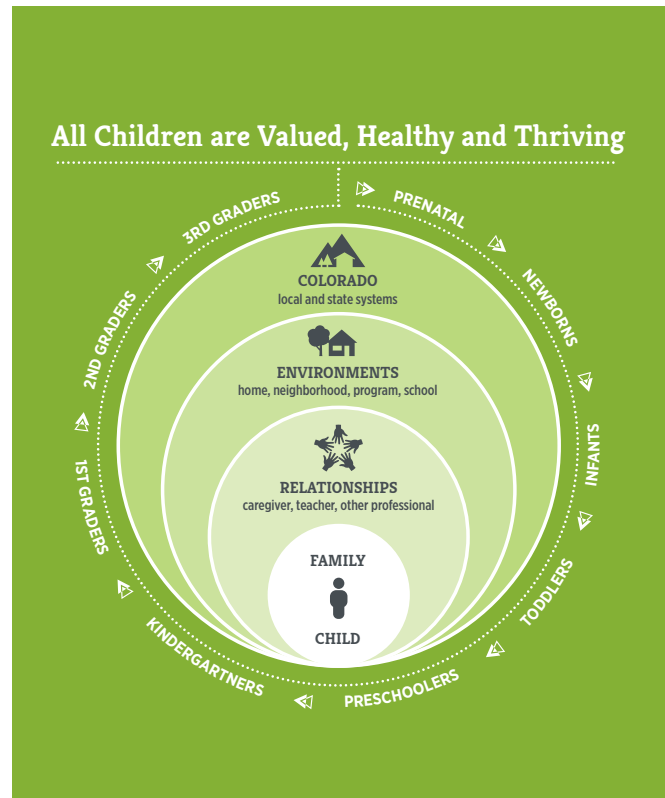 All Children are Valued, Healthy and Thriving
PRENATAL
NEWBORNS
INFANTS
TODDLERS
PRESCHOOLERS
KINDERGARTNERS
1ST GRADERS
2ND GRADERS
3RD GRADERS
COLORADO
local and state systems
ENVIRONMENTS
home, neighborhood, program, school
RELATIONSHIPS
caregiver, teacher, other professional
FAMILY
CHILD